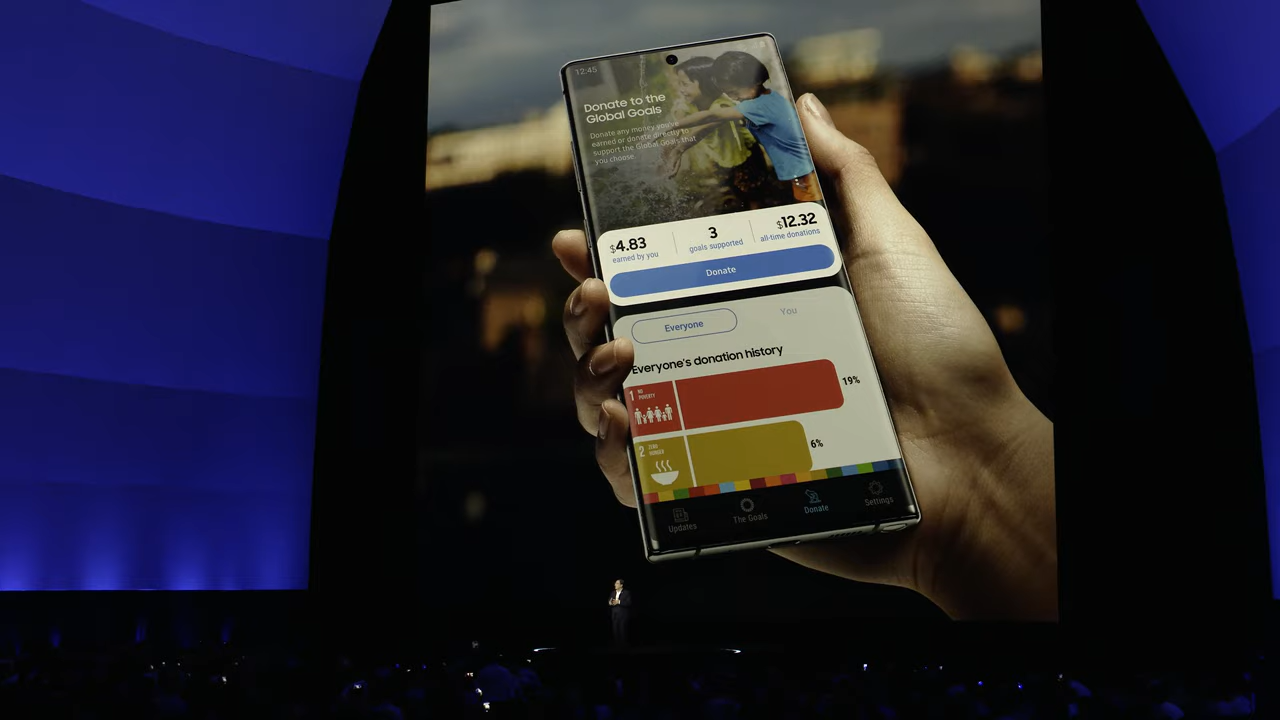 12:45
Donate to the
Global Goals
Donate any money you've
earned or donate directly to
support the Global Goals that
you choose.
$4.83
earned by you
3
goals supported
$12.32
all-time donations
Donate
Everyone
You
Everyone's donation history
1 NO
POVERTY
19%
2 ZERO
HUNGER
6%
Updates
The Goals
Donate
Settings